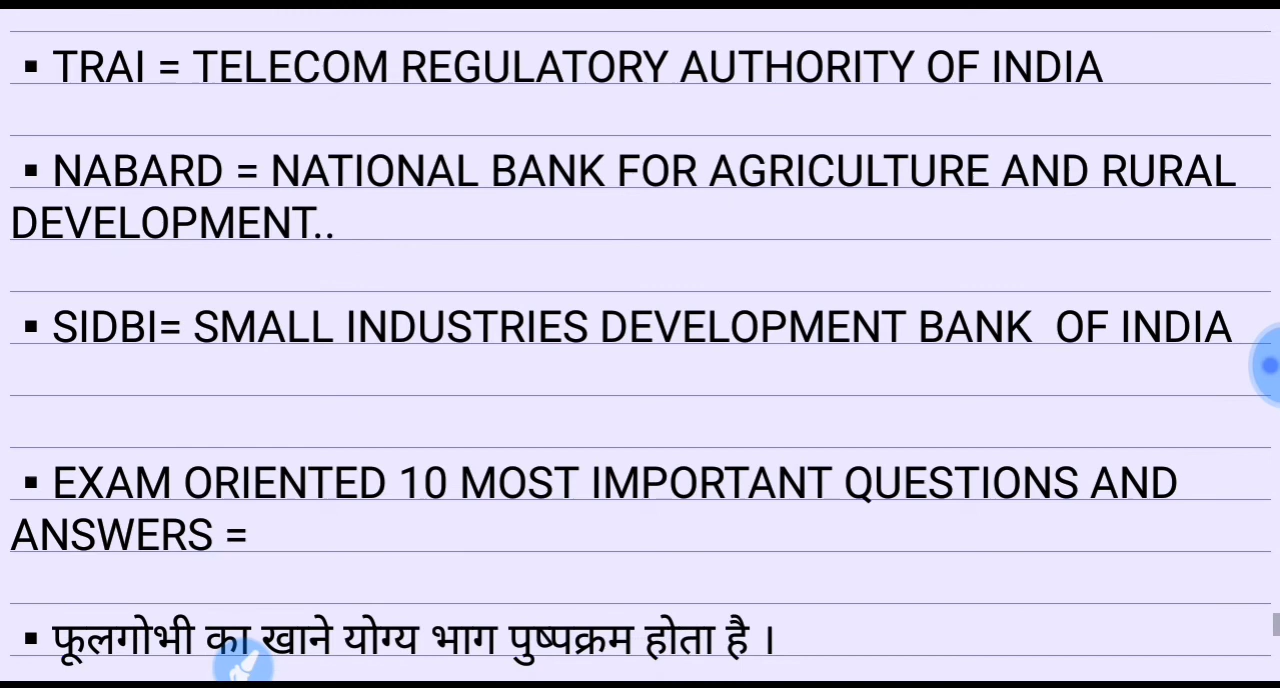 ▪ TRAI = TELECOM REGULATORY AUTHORITY OF INDIA
▪ NABARD = NATIONAL BANK FOR AGRICULTURE AND RURAL
DEVELOPMENT..
▪ SIDBI= SMALL INDUSTRIES DEVELOPMENT BANK  OF INDIA
▪ EXAM ORIENTED 10 MOST IMPORTANT QUESTIONS AND
ANSWERS =
▪ फूलगोभी का खाने योग्य भाग पुष्पक्रम होता है ।